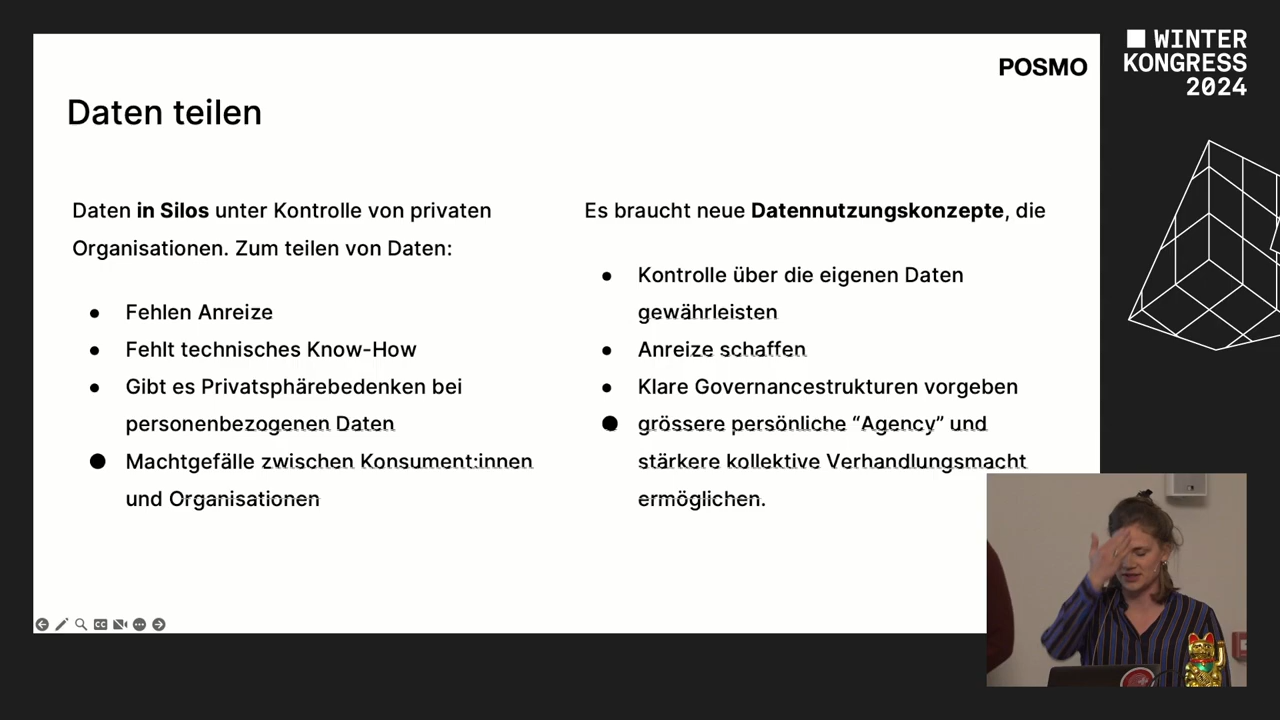 WINTER
KONGRESS
2024
POSMO
Daten teilen
Daten in Silos unter Kontrolle von privaten
Organisationen. Zum teilen von Daten:
● Fehlen Anreize
● Fehlt technisches Know-How
● Gibt es Privatsphärebedenken bei
personenbezogenen Daten
● Machtgefälle zwischen Konsument:innen
und Organisationen
Es braucht neue Datennutzungskonzepte, die
● Kontrolle über die eigenen Daten
gewährleisten
● Anreize schaffen
● Klare Governancestrukturen vorgeben
● grössere persönliche “Agency” und
stärkere kollektive Verhandlungsmacht
ermöglichen.
CC